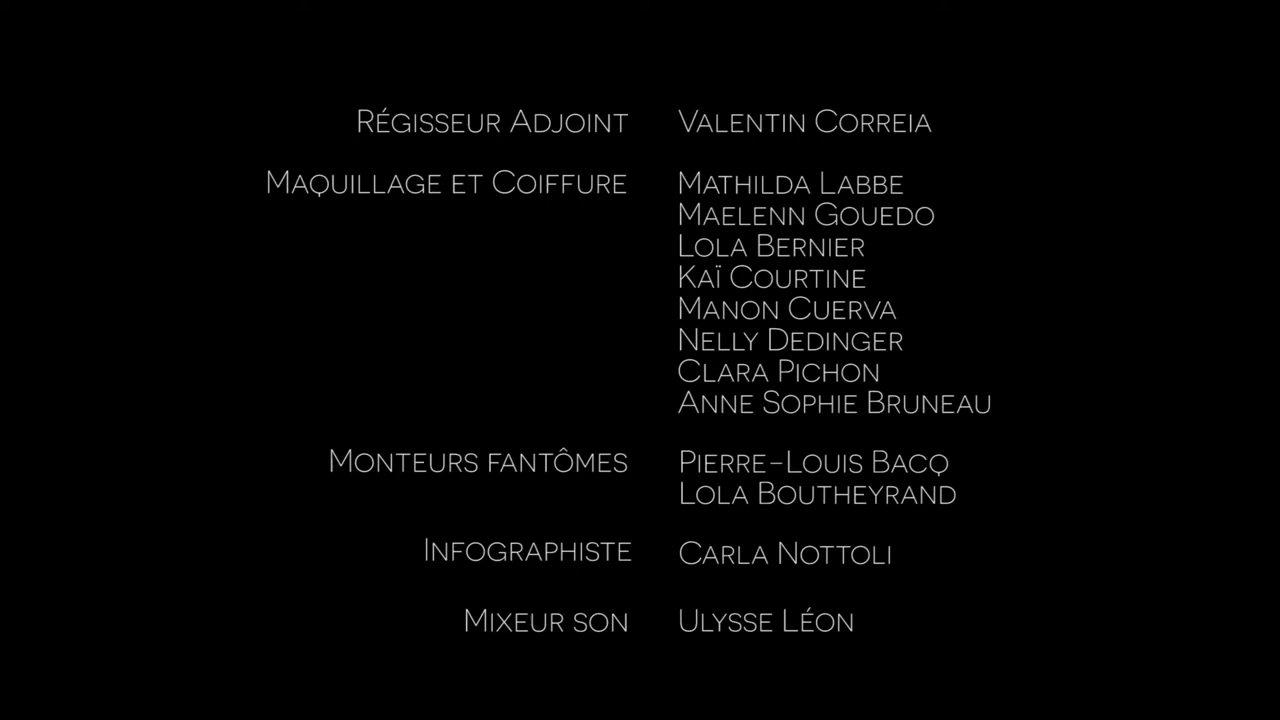 Régisseur Adjoint Valentin Correia
Maquillage et Coiffure Mathilda Labbe
Maelenn Gouedo
Lola Bernier
Kaï Courtine
Manon Cuerva
Nelly Dedinger
Clara Pichon
Anne Sophie Bruneau
Monteurs fantômes Pierre-Louis Bacq
Lola Boutheyrand
Infographiste Carla Nottoli
Mixeur son Ulysse Léon